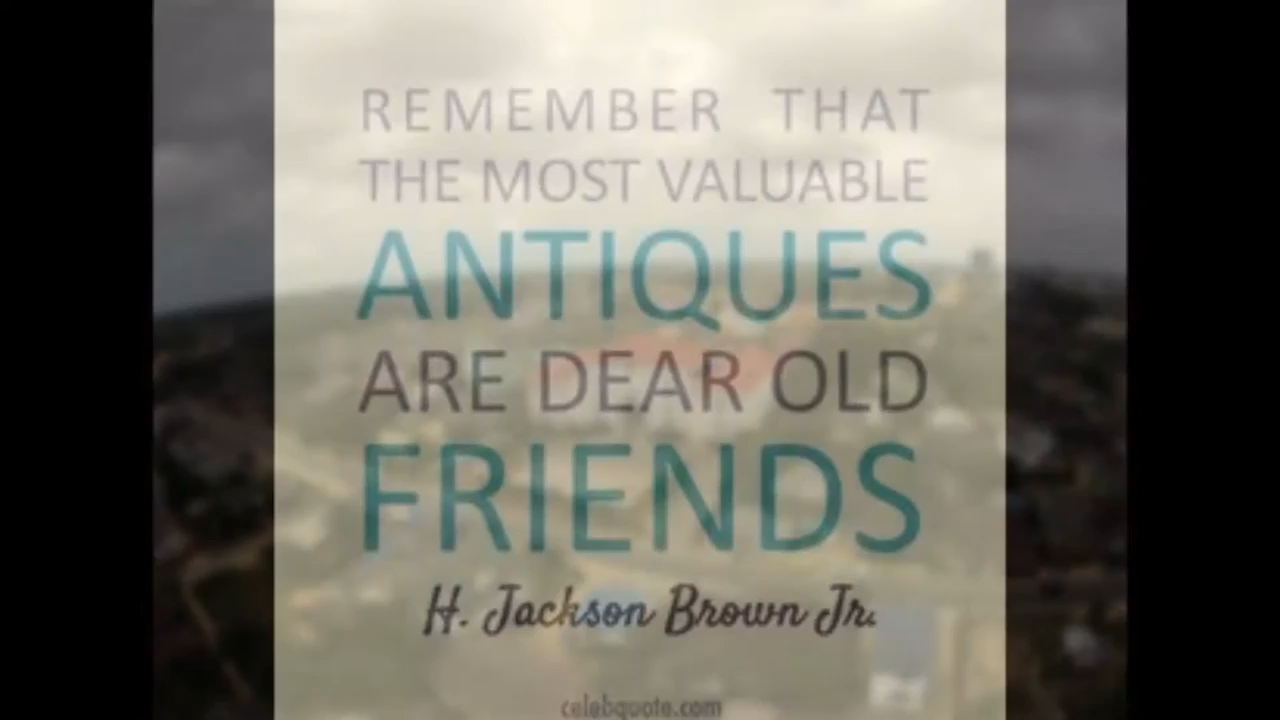 REMEMBER THAT
THE MOST VALUABLE
ANTIQUES
ARE DEAR OLD
FRIENDS
H. Jackson Brown Jr.
celebquote.com